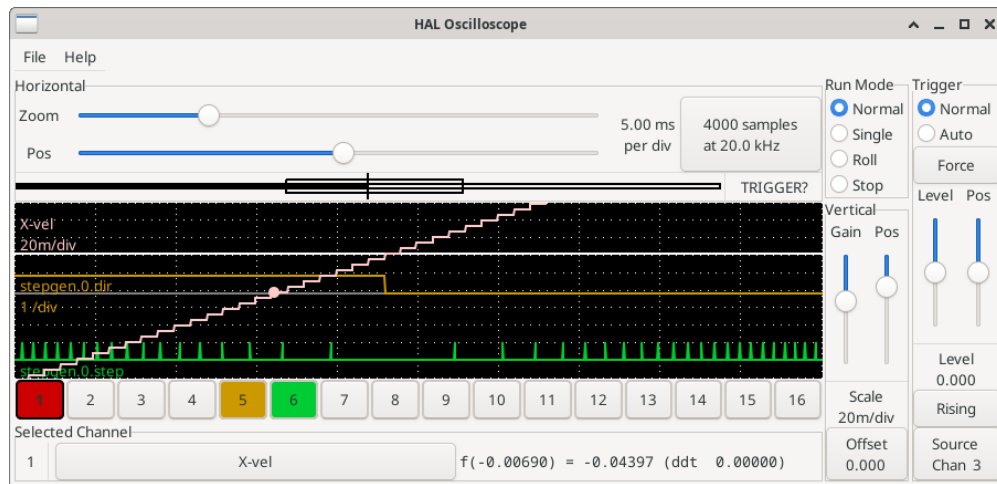 HAL Oscilloscope
File Help
Horizontal
Zoom
Pos
5.00 ms
per div
4000 samples
at 20.0 kHz
TRIGGER?
Run Mode
Normal
Single
Roll
Stop
Trigger
Normal
Auto
Force
Level Pos
Vertical
Gain Pos
X-vel
20m/div
stepgen.0.dir
1 /div
stepgen.0.step
1 2 3 4 5 6 7 8 9 10 11 12 13 14 15 16
Scale
20m/div
Offset
0.000
Level
0.000
Rising
Source
Chan 3
Selected Channel
1 X-vel f(-0.00690) = -0.04397 (ddt 0.00000)